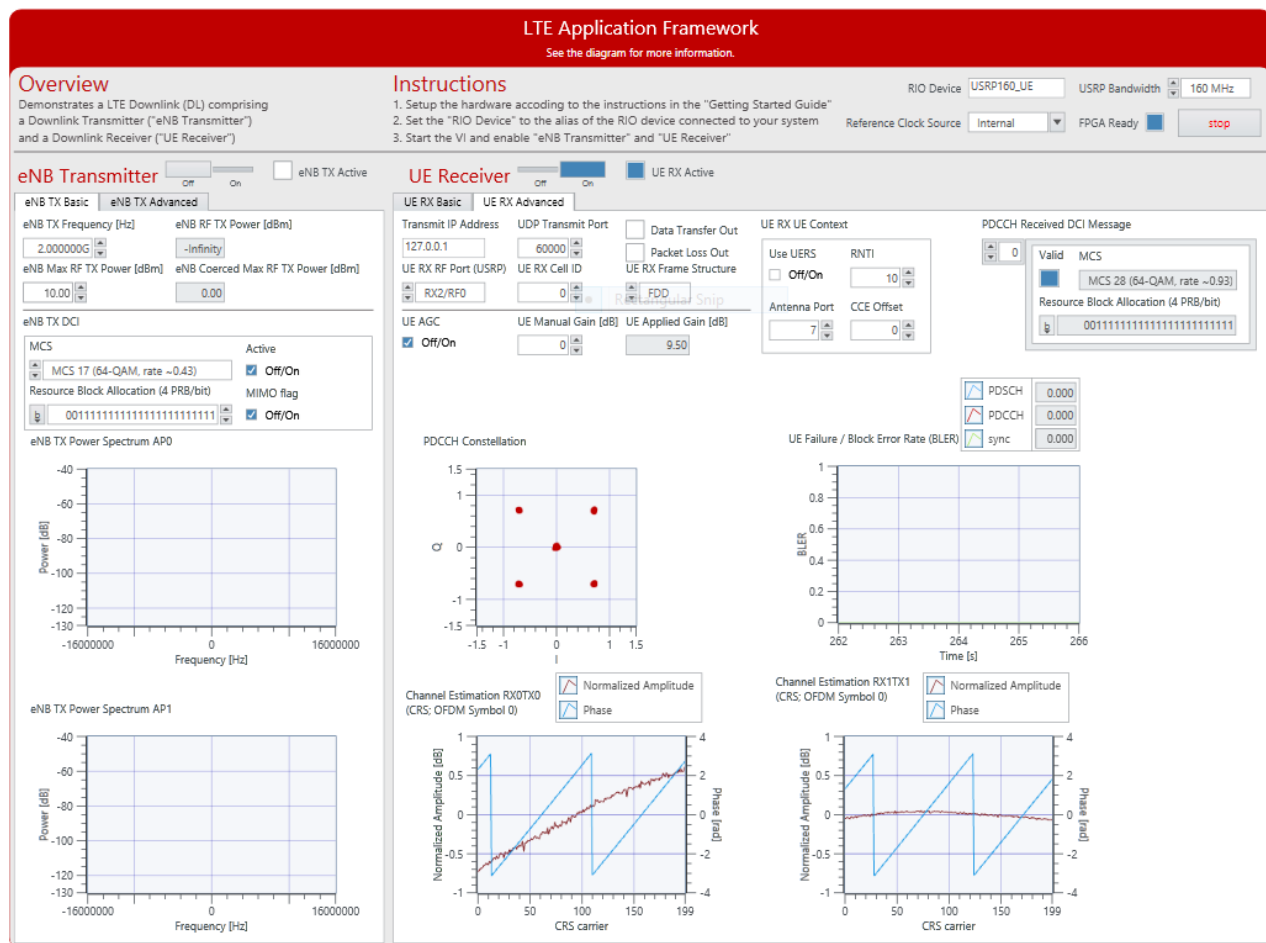 LTE Application Framework
See the diagram for more information.
Overview
Demonstrates a LTE Downlink (DL) comprising
a Downlink Transmitter ("eNB Transmitter")
and a Downlink Receiver ("UE Receiver")
Instructions
1. Setup the hardware accoding to the instructions in the "Getting Started Guide"
2. Set the "RIO Device" to the alias of the RIO device connected to your system
3. Start the VI and enable "eNB Transmitter" and "UE Receiver"
RIO Device USRP160_UE USRP Bandwidth 160 MHz
Reference Clock Source Internal FPGA Ready stop
eNB Transmitter Off On eNB TX Active
eNB TX Basic eNB TX Advanced
eNB TX Frequency [Hz] eNB RF TX Power [dBm]
2.000000G -Infinity
eNB Max RF TX Power [dBm] eNB Coerced Max RF TX Power [dBm]
10.00 0.00
eNB TX DCI
MCS Active
MCS 17 (64-QAM, rate ~0.43) Off/On
Resource Block Allocation (4 PRB/bit) MIMO flag
b 0011111111111111111111111 Off/On
eNB TX Power Spectrum AP0
-40
-60
-80
-100
-120
-130
Power [dB]
-16000000 0 16000000
Frequency [Hz]
eNB TX Power Spectrum AP1
-40
-60
-80
-100
-120
-130
Power [dB]
-16000000 0 16000000
Frequency [Hz]
UE Receiver Off On UE RX Active
UE RX Basic UE RX Advanced
Transmit IP Address UDP Transmit Port Data Transfer Out
127.0.0.1 60000 Packet Loss Out
UE RX RF Port (USRP) UE RX Cell ID UE RX Frame Structure
RX2/RF0 0 FDD
Rectangular Snip
UE AGC UE Manual Gain [dB] UE Applied Gain [dB]
Off/On 0 9.50
UE RX UE Context
Use UERS RNTI
Off/On 10
Antenna Port CCE Offset
7 0
PDCCH Received DCI Message
0 Valid MCS
MCS 28 (64-QAM, rate ~0.93)
Resource Block Allocation (4 PRB/bit)
b 0011111111111111111111111
PDCCH Constellation
1.5
1
0
-1
-1.5
Q
-1.5 -1 0 1 1.5
I
PDSCH 0.000
PDCCH 0.000
UE Failure / Block Error Rate (BLER) sync 0.000
1
0.8
0.6
0.4
0.2
0
BLER
262 263 264 265 266
Time [s]
Channel Estimation RX0TX0
(CRS; OFDM Symbol 0)
Normalized Amplitude
Phase
1
0.5
0
-0.5
-1
Normalized Amplitude [dB]
4
2
0
-2
-4
Phase [rad]
0 50 100 150 199
CRS carrier
Channel Estimation RX1TX1
(CRS; OFDM Symbol 0)
Normalized Amplitude
Phase
1
0.5
0
-0.5
-1
Normalized Amplitude [dB]
4
2
0
-2
-4
Phase [rad]
0 50 100 150 199
CRS carrier